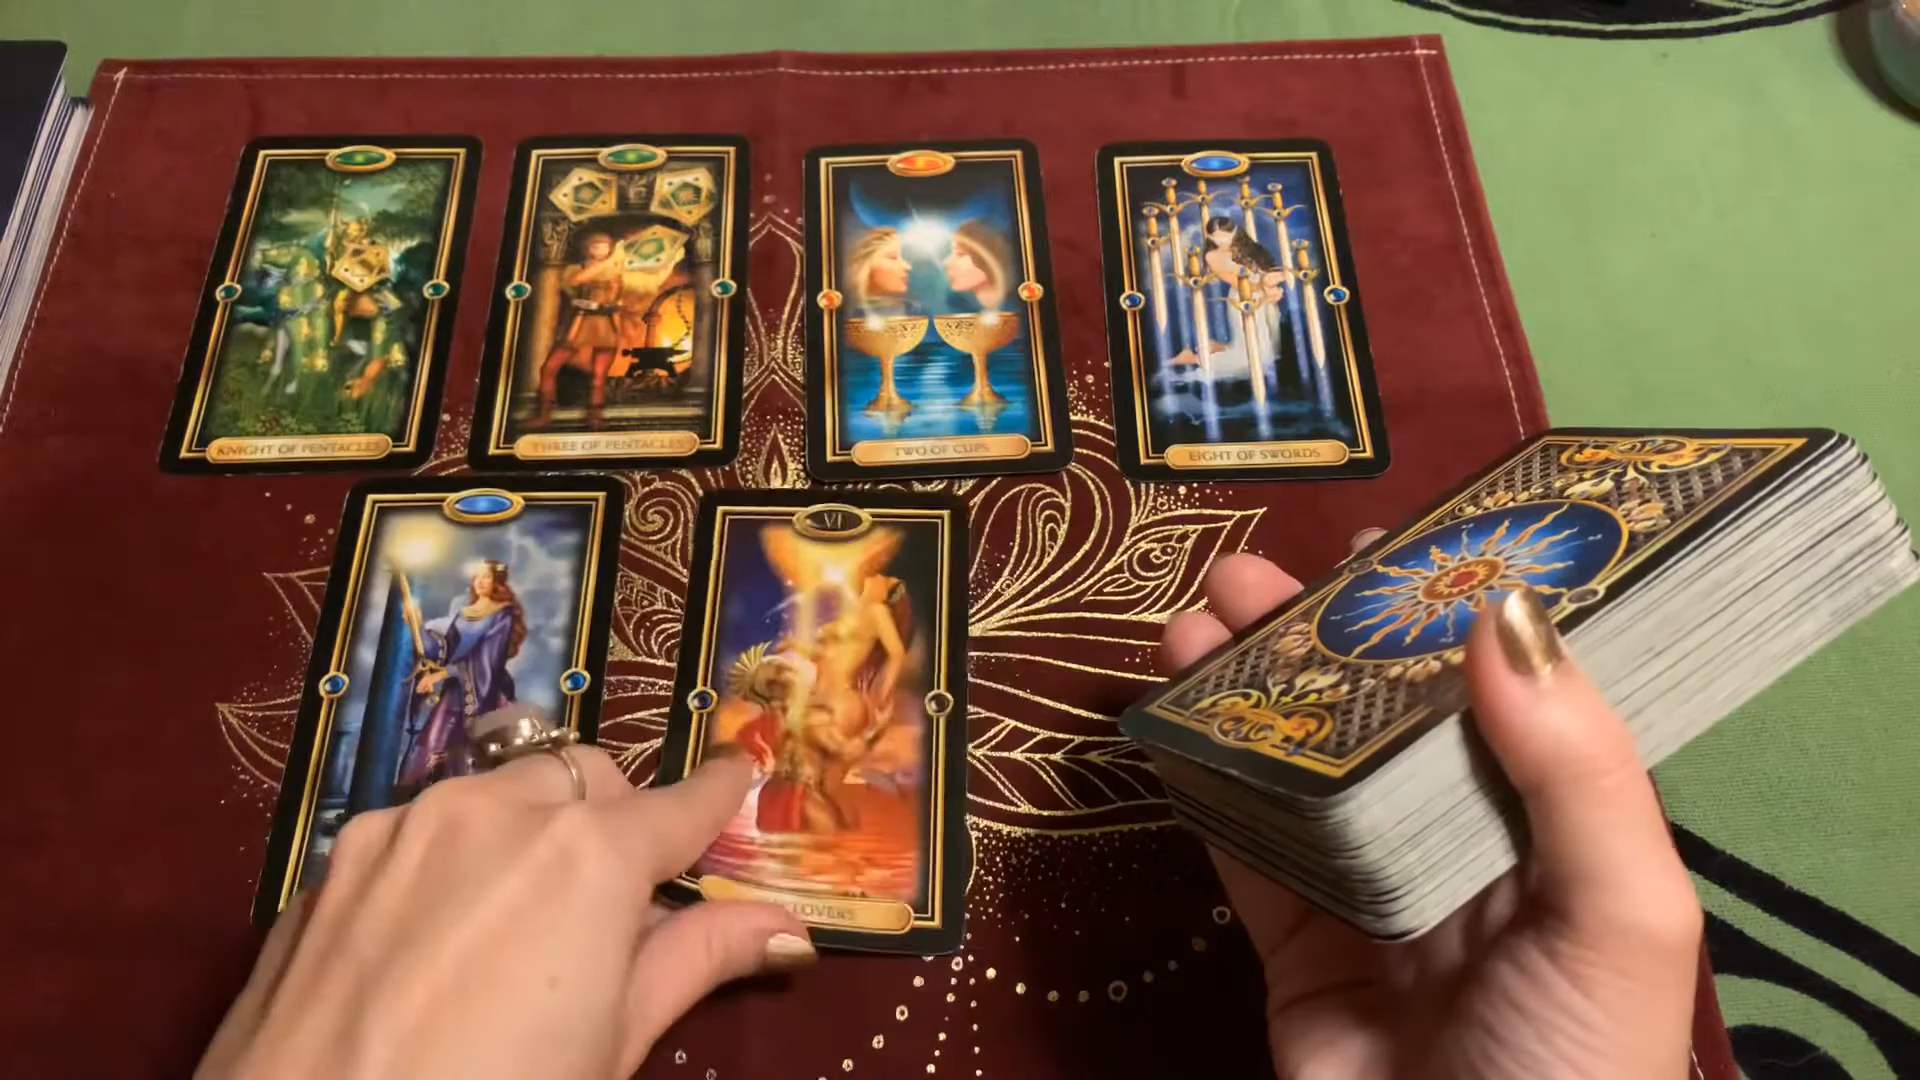 KNIGHT OF PENTACLES
THREE OF PENTACLES
TWO OF CUPS
EIGHT OF SWORDS
VI
LOVERS